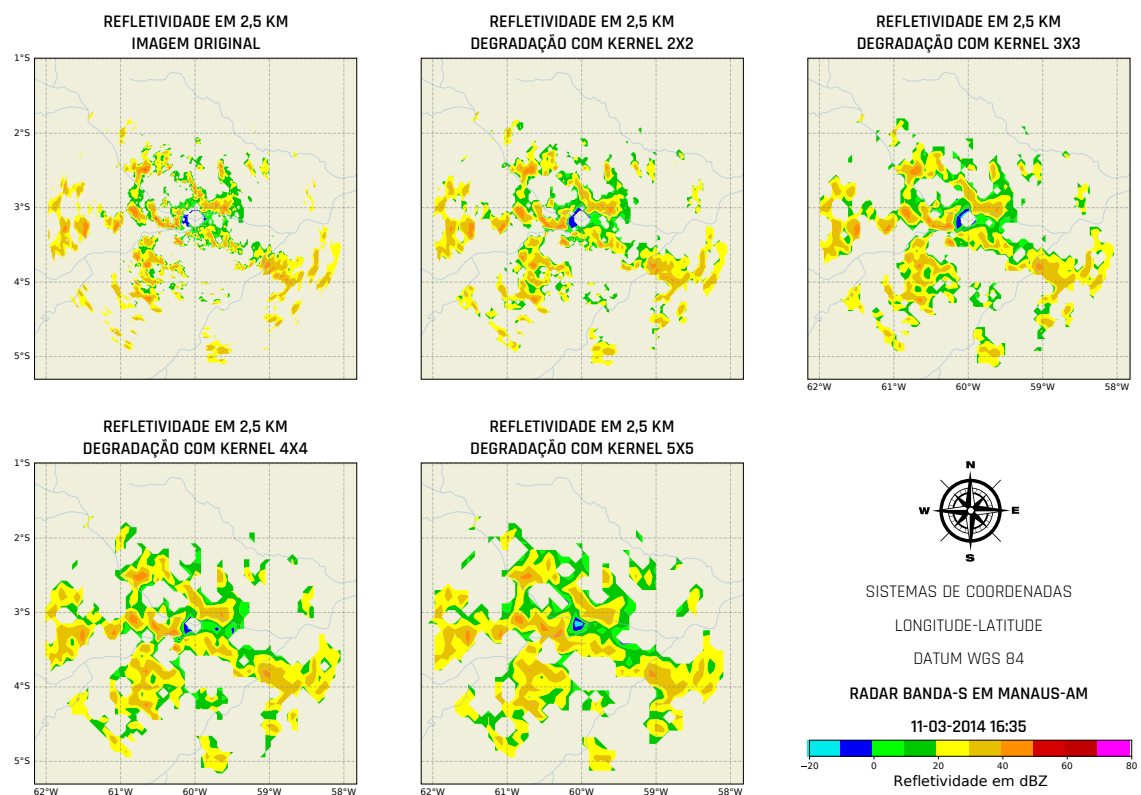 REFLETIVIDADE EM 2,5 KM
IMAGEM ORIGINAL
REFLETIVIDADE EM 2,5 KM
DEGRADAÇÃO COM KERNEL 2X2
REFLETIVIDADE EM 2,5 KM
DEGRADAÇÃO COM KERNEL 3X3
1°S
2°S
3°S
4°S
5°S
62°W 61°W 60°W 59°W 58°W
REFLETIVIDADE EM 2,5 KM
DEGRADAÇÃO COM KERNEL 4X4
REFLETIVIDADE EM 2,5 KM
DEGRADAÇÃO COM KERNEL 5X5
1°S
2°S
3°S
4°S
5°S
62°W 61°W 60°W 59°W 58°W
62°W 61°W 60°W 59°W 58°W
N
W E
S
SISTEMAS DE COORDENADAS
LONGITUDE-LATITUDE
DATUM WGS 84
RADAR BANDA-S EM MANAUS-AM
11-03-2014 16:35
−20 0 20 40 60 80
Refletividade em dBZ